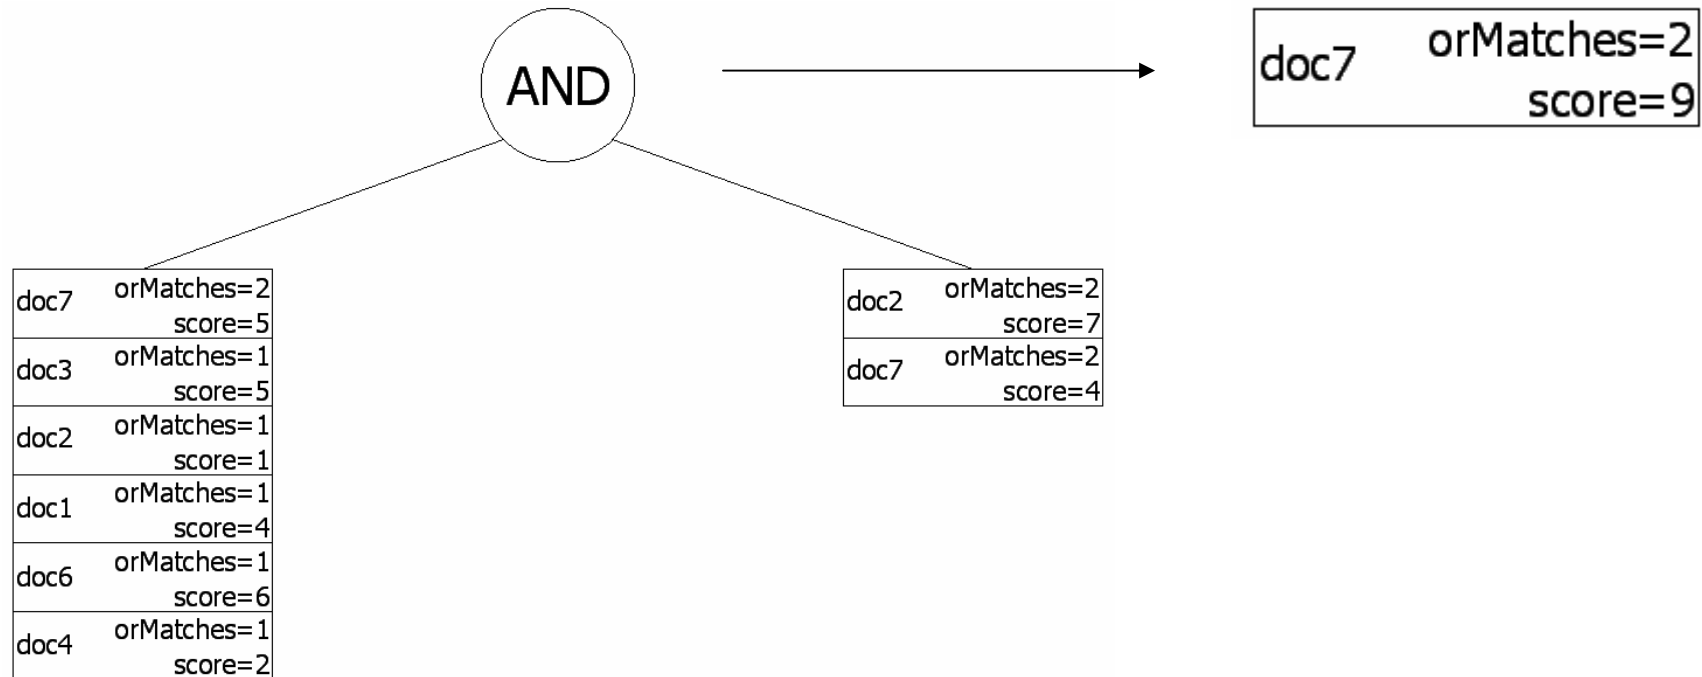 AND
doc7 orMatches=2
score=9
doc7 orMatches=2
score=5
doc3 orMatches=1
score=5
doc2 orMatches=1
score=1
doc1 orMatches=1
score=4
doc6 orMatches=1
score=6
doc4 orMatches=1
score=2
doc2 orMatches=2
score=7
doc7 orMatches=2
score=4